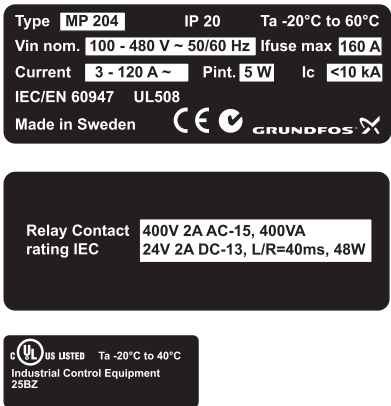 Type MP 204 IP 20 Ta -20°C to 60°C
Vin nom. 100 - 480 V ~ 50/60 Hz Ifuse max 160 A
Current 3 - 120 A ~ Pint. 5 W Ic <10 kA
IEC/EN 60947 UL508
Made in Sweden CE GRUNDFOS
Relay Contact 400V 2A AC-15, 400VA
rating IEC 24V 2A DC-13, L/R=40ms, 48W
C UL US LISTED Ta -20°C to 40°C
Industrial Control Equipment
25BZ